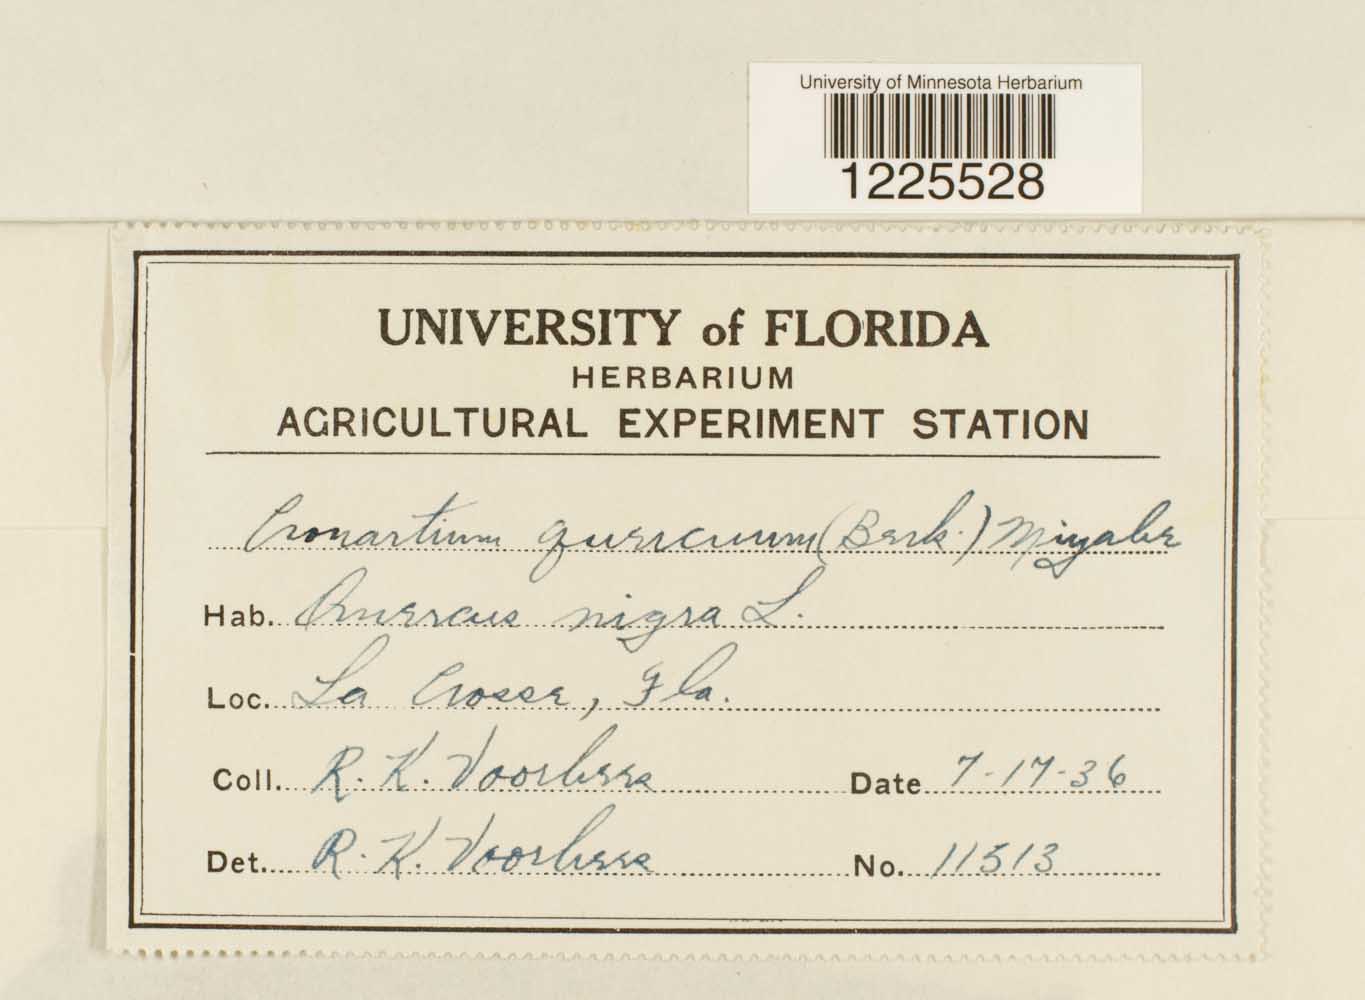 University of Minnesota Herbarium
1225528
UNIVERSITY of FLORIDA
HERBARIUM
AGRICULTURAL EXPERIMENT STATION
Cronartium quercuum (Berk.) Miyabe
Hab. Quercus nigra L.
Loc. La Crosse, Fla.
Coll. R. K. Voorhees Date 7-17-36
Det. R. K. Voorhees No. 11513